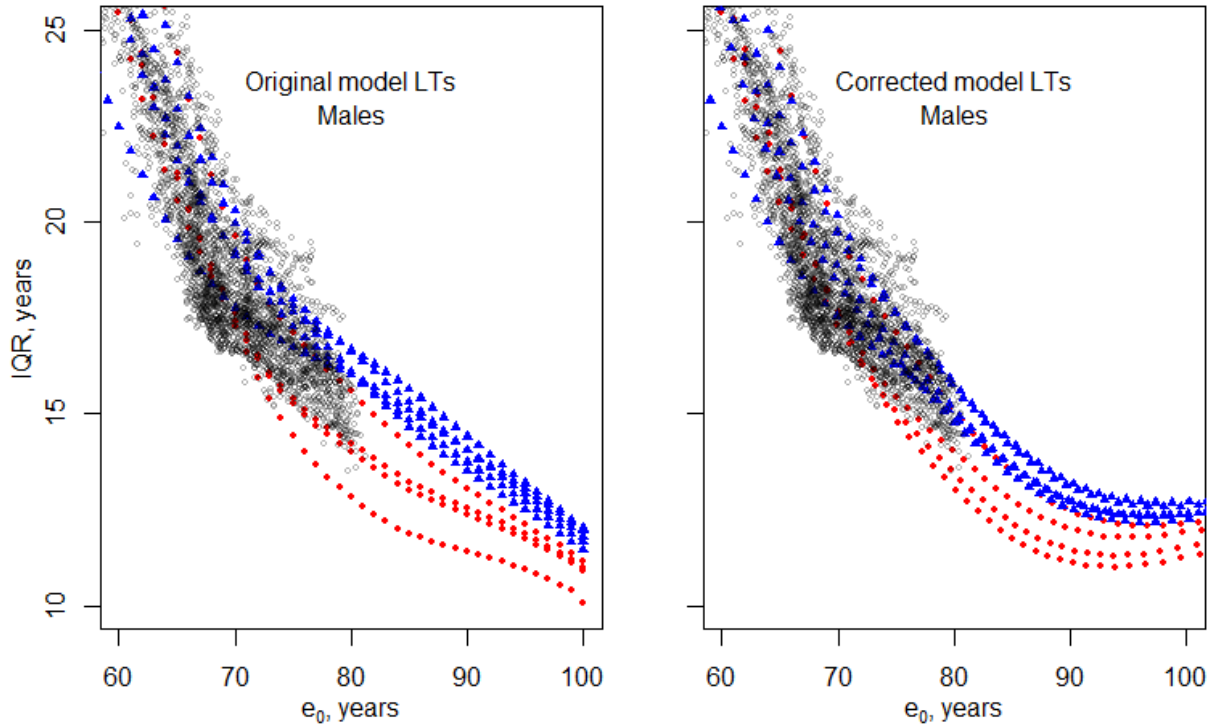 Original model LTs
Males
Corrected model LTs
Males
IQR, years
25
20
15
10
60 70 80 90 100
60 70 80 90 100
e₀, years
e₀, years